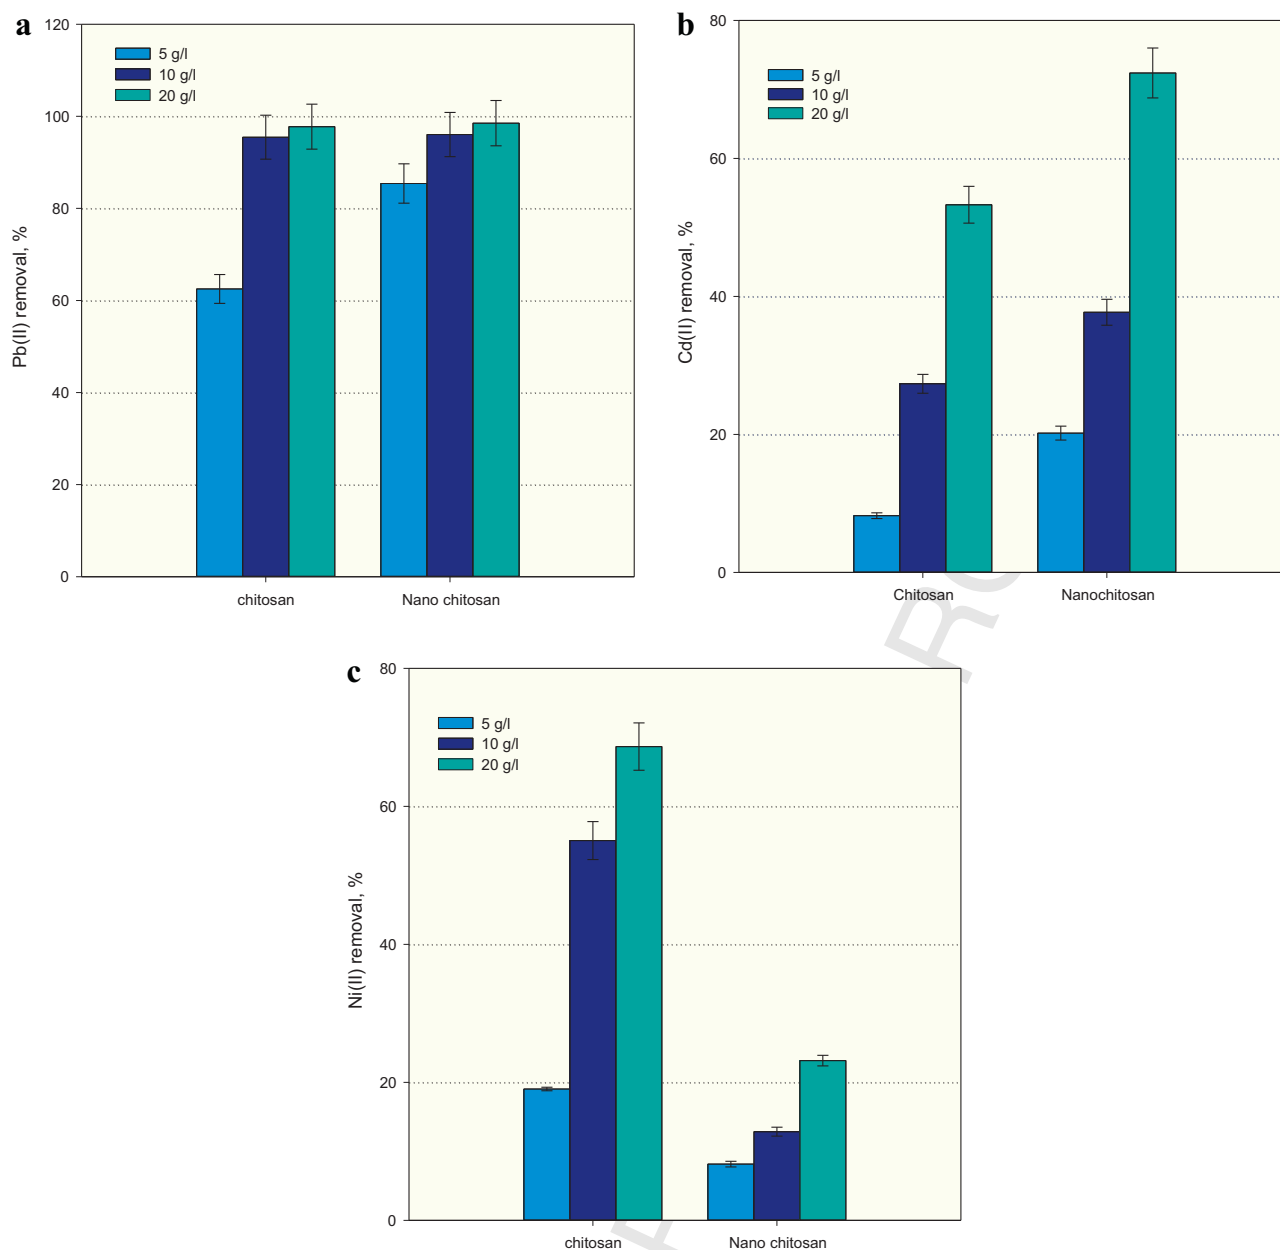 a
120
100
80
60
40
20
0
Pb(II) removal, %
5 g/l
10 g/l
20 g/l
chitosan
Nano chitosan
b
80
60
40
20
0
Cd(II) removal, %
5 g/l
10 g/l
20 g/l
Chitosan
Nanochitosan
c
80
60
40
20
0
Ni(II) removal, %
5 g/l
10 g/l
20 g/l
chitosan
Nano chitosan